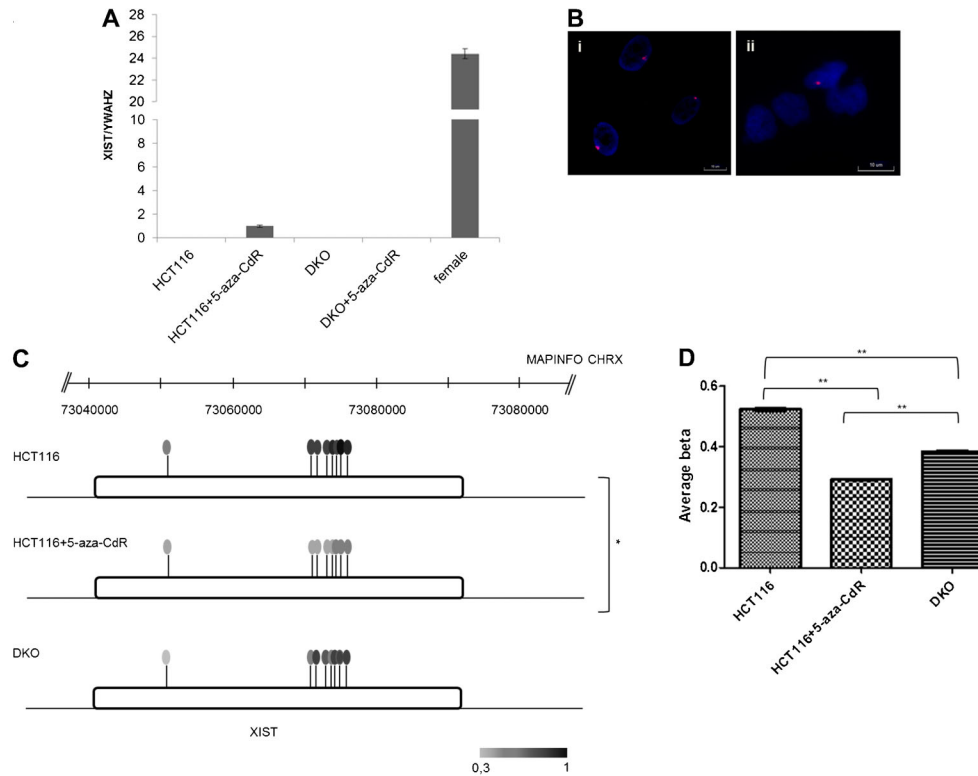 A
28
26
24
22
20
10
8
6
4
2
0
XIST/YWAHZ
HCT116
HCT116+5-aza-CdR
DKO
DKO+5-aza-CdR
female
B
i
ii
10 um
C
MAPINFO CHRX
73040000
73060000
73080000
73080000
HCT116
HCT116+5-aza-CdR
*
DKO
XIST
0,3
1
D
**
**
**
0.6
0.4
0.2
0.0
Average beta
HCT116
HCT116+5-aza-CdR
DKO